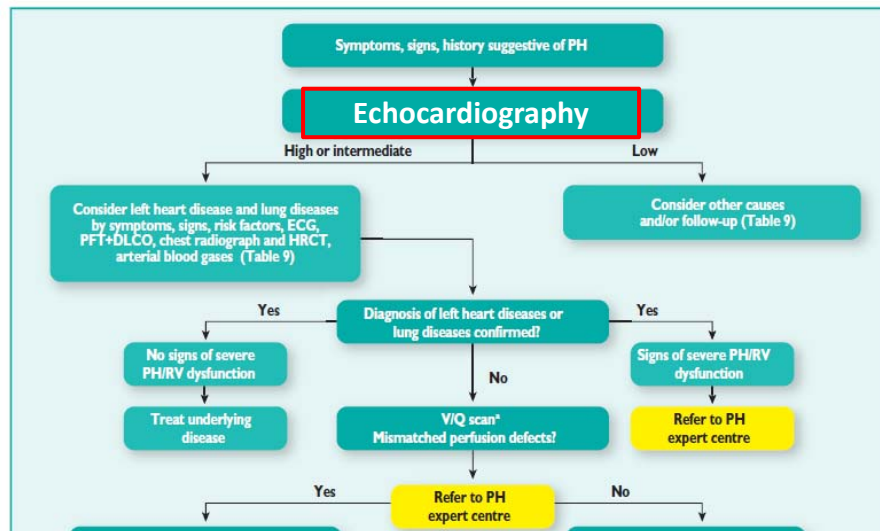 Symptoms, signs, history suggestive of PH
Echocardiography
High or intermediate
Low
Consider left heart disease and lung diseases
by symptoms, signs, risk factors, ECG,
PFT+DLCO, chest radiograph and HRCT,
arterial blood gases (Table 9)
Consider other causes
and/or follow-up (Table 9)
Yes
Diagnosis of left heart diseases or
lung diseases confirmed?
Yes
No signs of severe
PH/RV dysfunction
No
Signs of severe PH/RV
dysfunction
Treat underlying
disease
V/Q scanª
Mismatched perfusion defects?
Refer to PH
expert centre
Yes
Refer to PH
expert centre
No